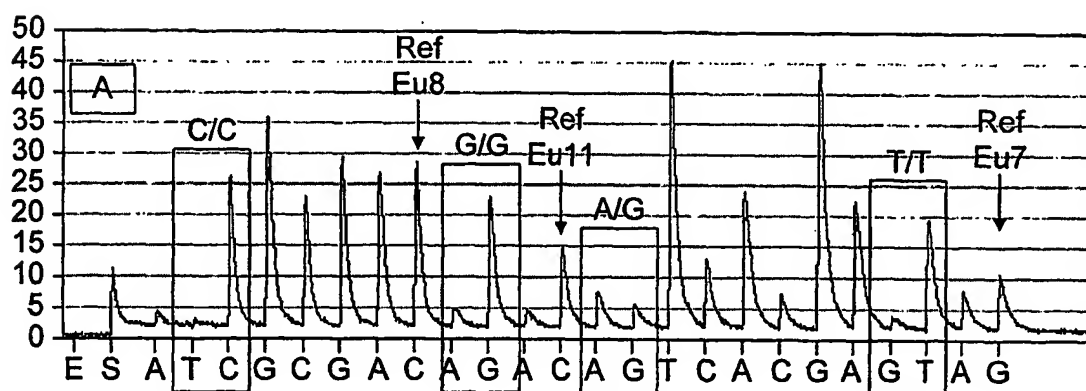 50
45
40
35
30
25
20
15
10
5
0
A
C/C
Ref
Eu8
G/G
Ref
Eu11
A/G
T/T
Ref
Eu7
E S A T C G C G A C A G A C A G T C A C G A G T A G